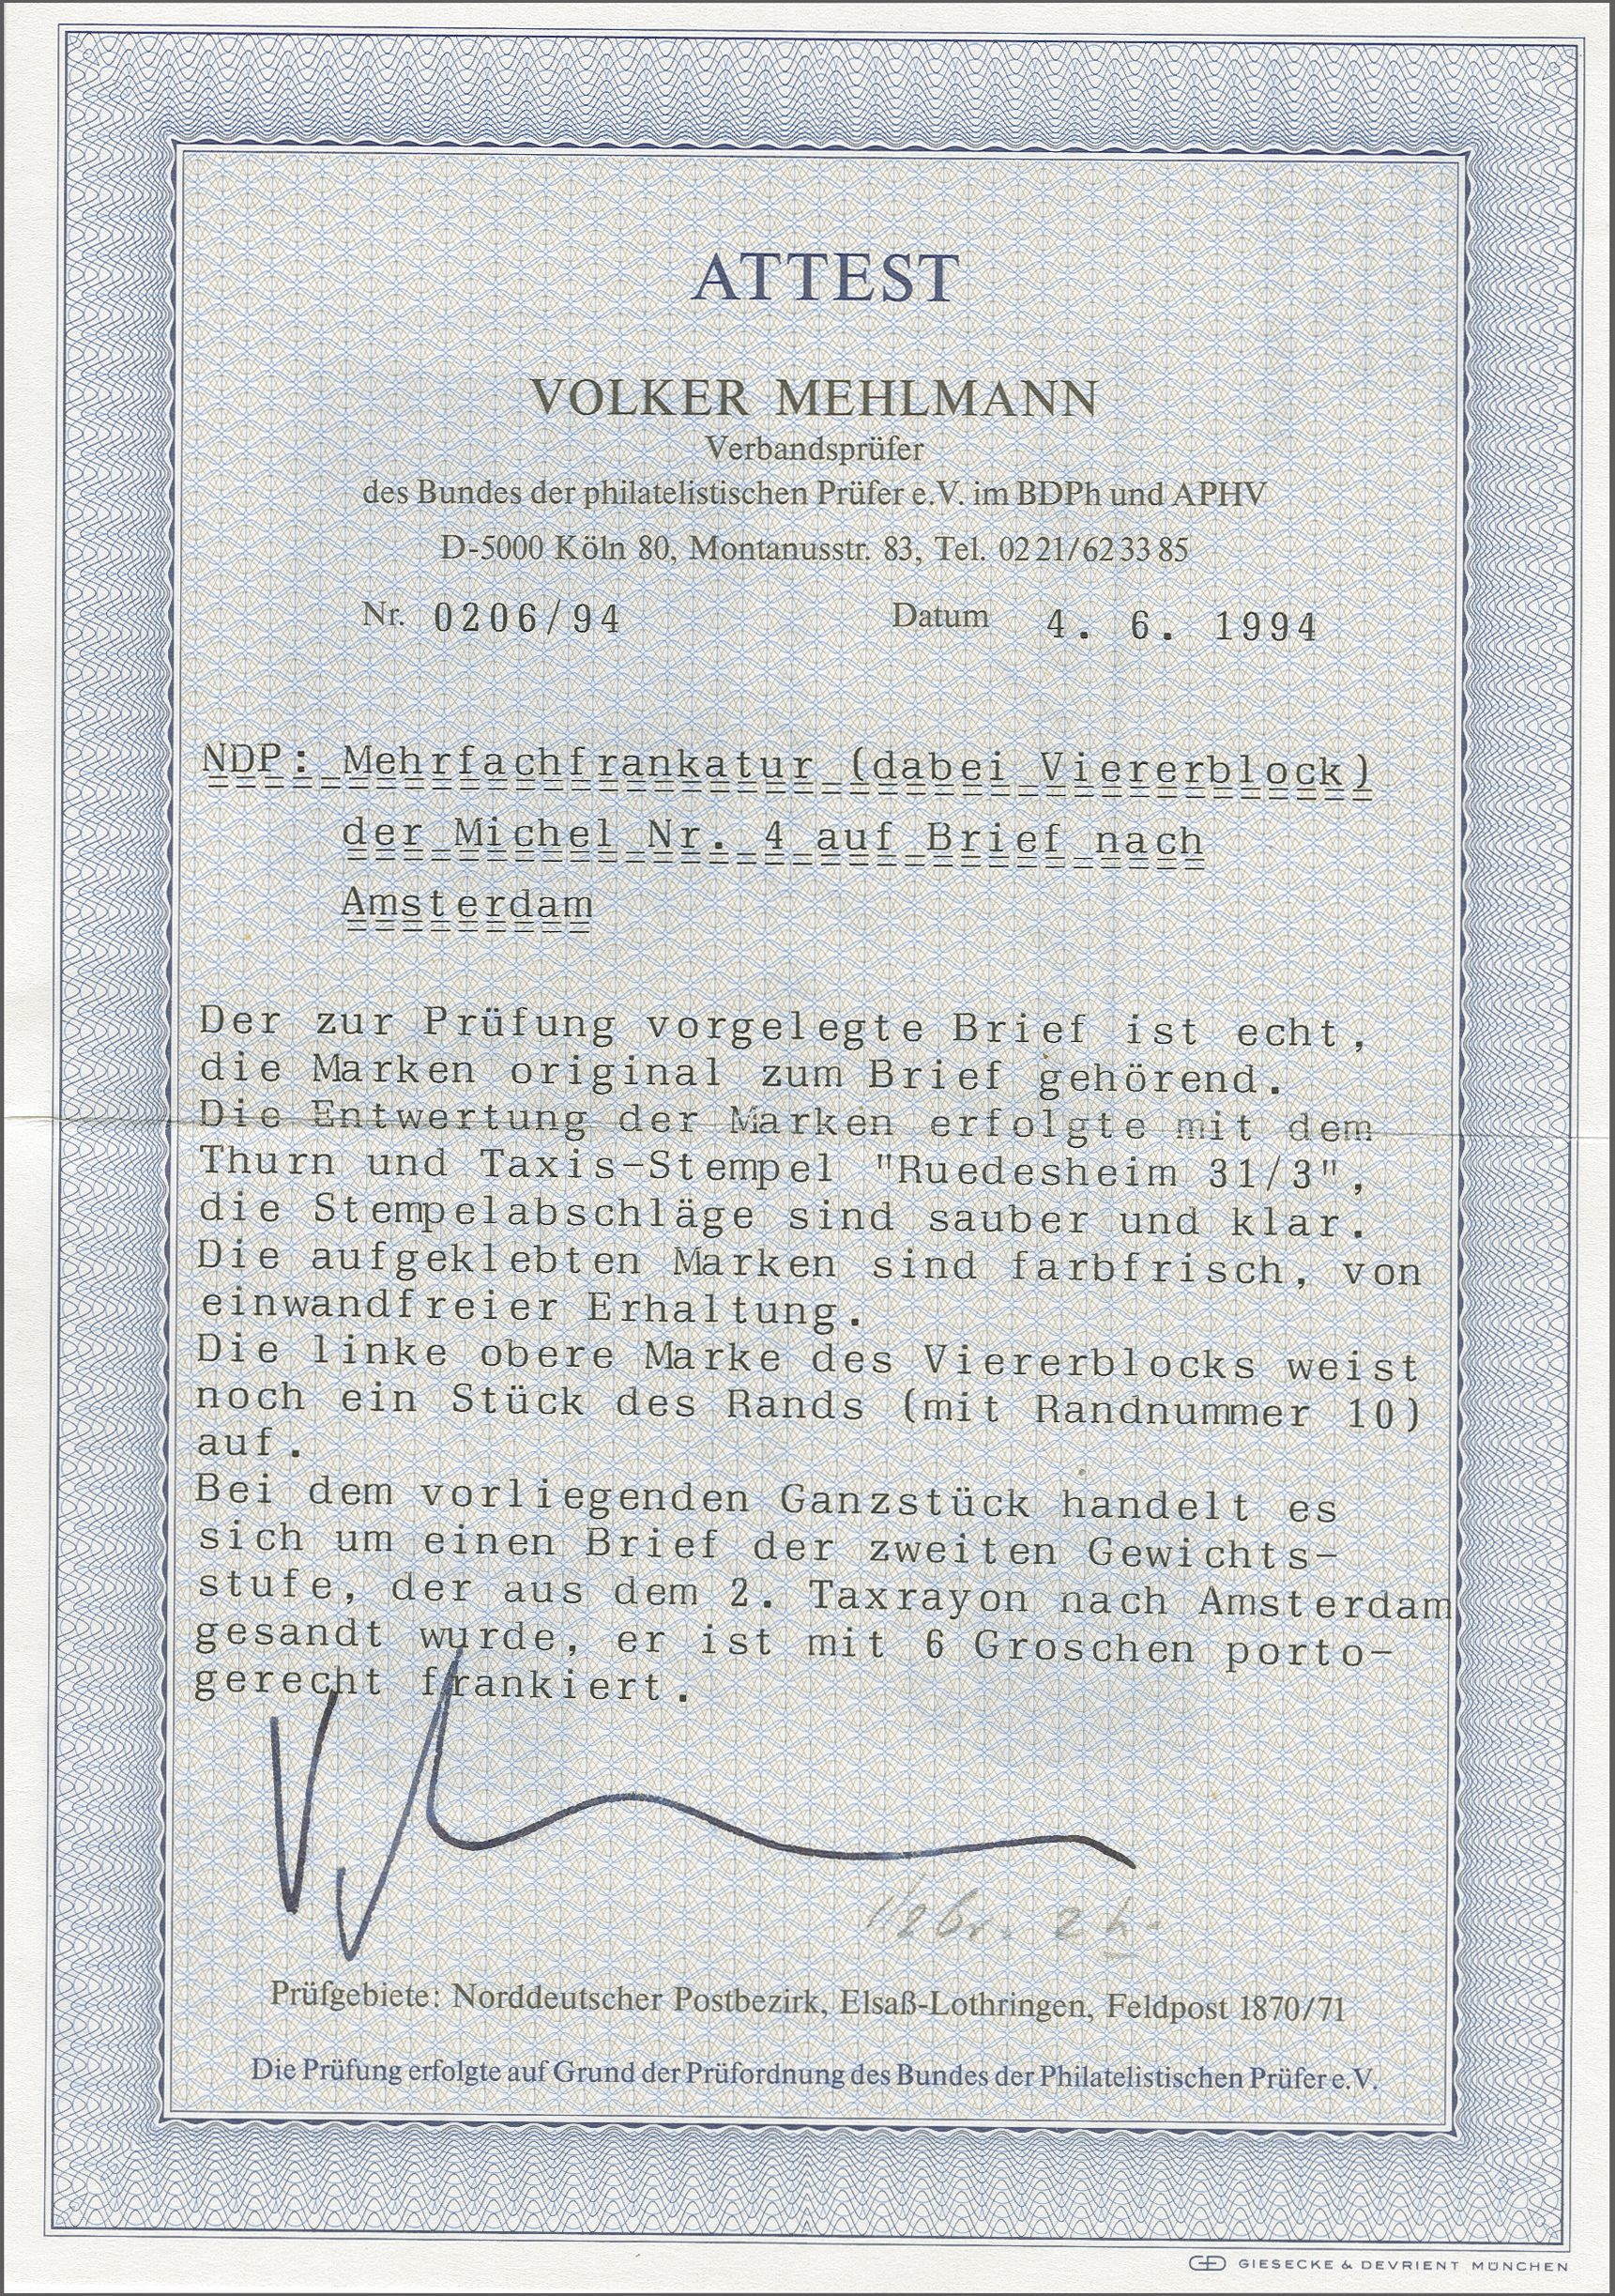 ATTEST
VOLKER MEHLMANN
Verbandsprüfer
des Bundes der philatelistischen Prüfer e.V. im BDPh und APHV
D-5000 Köln 80, Montanusstr. 83, Tel. 02 21/62 33 85
Nr. 0206/94 Datum 4. 6. 1994
NDP: Mehrfachfrankatur (dabei Viererblock)
der Michel Nr. 4 auf Brief nach
Amsterdam
Der zur Prüfung vorgelegte Brief ist echt,
die Marken original zum Brief gehörend.
Die Entwertung der Marken erfolgte mit dem
Thurn und Taxis-Stempel "Ruedesheim 31/3",
die Stempelabschläge sind sauber und klar.
Die aufgeklebten Marken sind farbfrisch, von
einwandfreier Erhaltung.
Die linke obere Marke des Viererblocks weist
noch ein Stück des Rands (mit Randnummer 10)
auf.
Bei dem vorliegenden Ganzstück handelt es
sich um einen Brief der zweiten Gewichts-
stufe, der aus dem 2. Taxrayon nach Amsterdam
gesandt wurde, er ist mit 6 Groschen porto-
gerecht frankiert.
Prüfgebiete: Norddeutscher Postbezirk, Elsaß-Lothringen, Feldpost 1870/71
Die Prüfung erfolgte auf Grund der Prüfordnung des Bundes der Philatelistischen Prüfer e.V.
GIESECKE & DEVRIENT MÜNCHEN